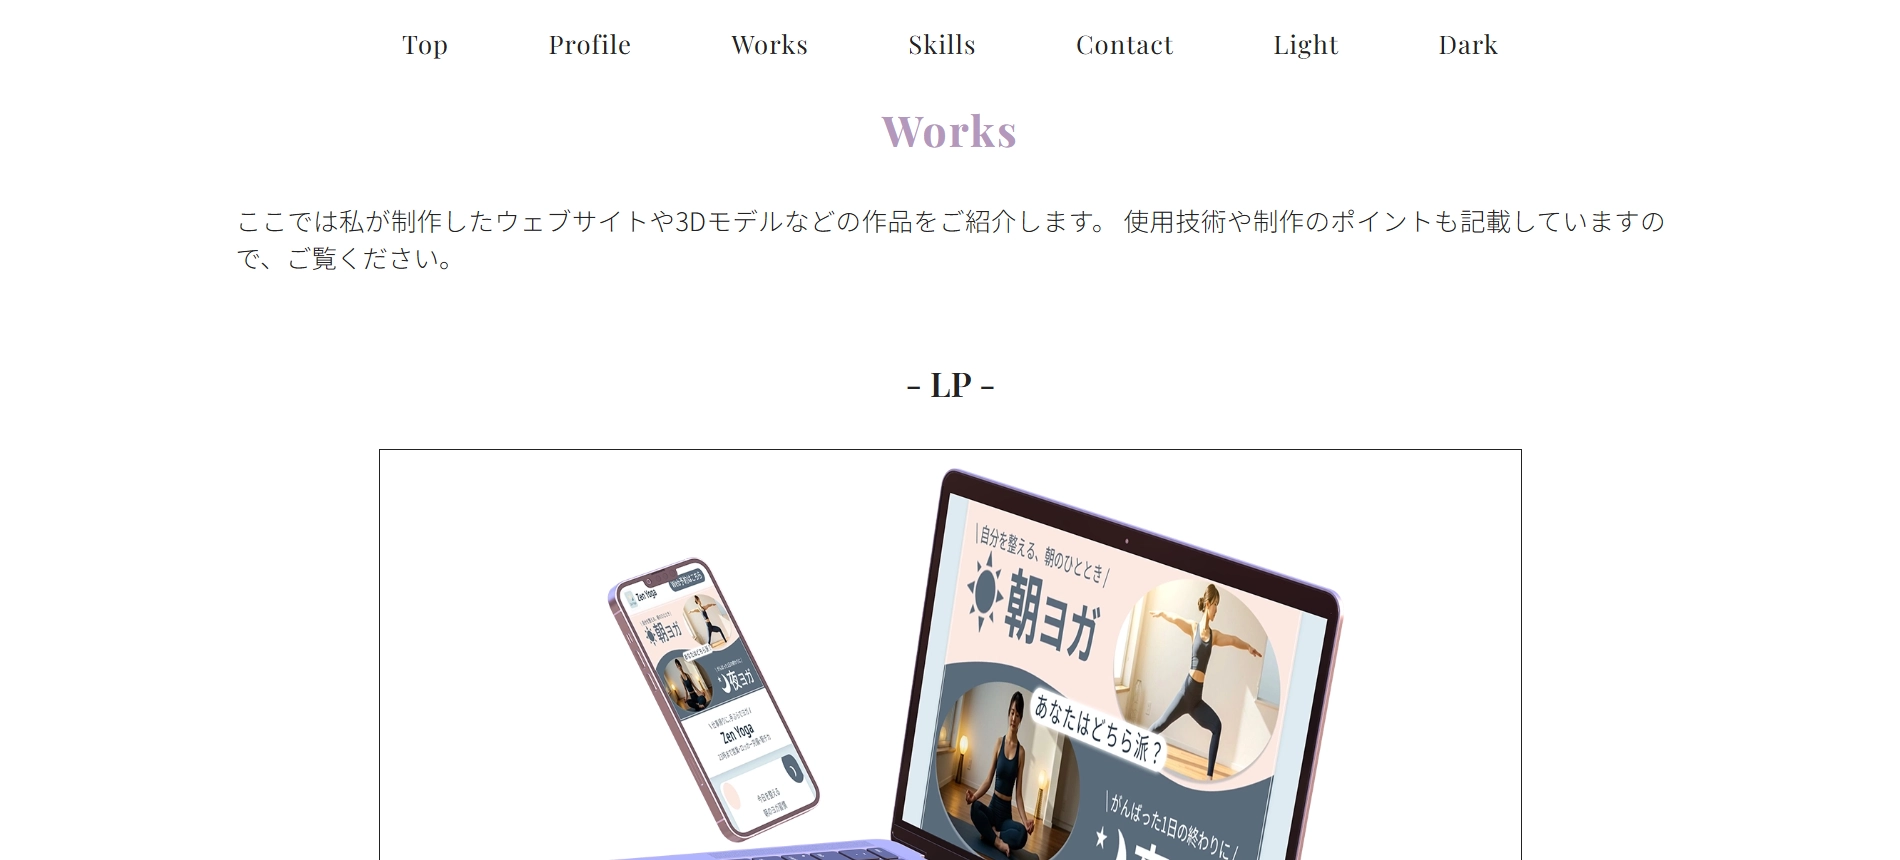 Top Profile Works Skills Contact Light Dark
Works
ここでは私が制作したウェブサイトや3Dモデルなどの作品をご紹介します。 使用技術や制作のポイントも記載していますの
で、ご覧ください。
- LP -
\自分を整える、朝のひととき/
朝ヨガ
あなたはどちら派？
\がんばった1日の終わりに/
Zen Yoga
朝ヨガ
夜ヨガ
Zen Yoga